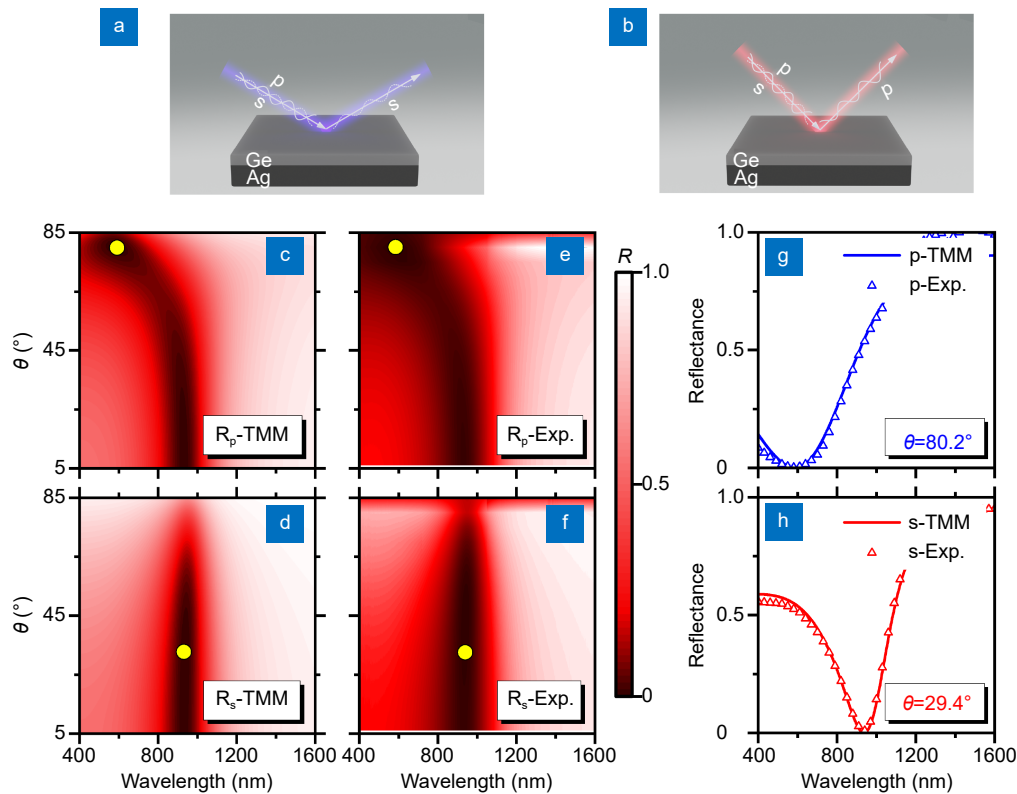 a
b
p
s
s
Ge
Ag
p
s
p
Ge
Ag
85
45
5
θ (°)
c
Rₚ-TMM
e
Rₚ-Exp.
R
1.0
0.5
0
1.0
0.5
0
Reflectance
g
p-TMM
p-Exp.
θ=80.2°
85
45
5
θ (°)
d
Rₛ-TMM
400 800 1200 1600
Wavelength (nm)
f
Rₛ-Exp.
400 800 1200 1600
Wavelength (nm)
1.0
0.5
0
Reflectance
h
s-TMM
s-Exp.
θ=29.4°
400 800 1200 1600
Wavelength (nm)